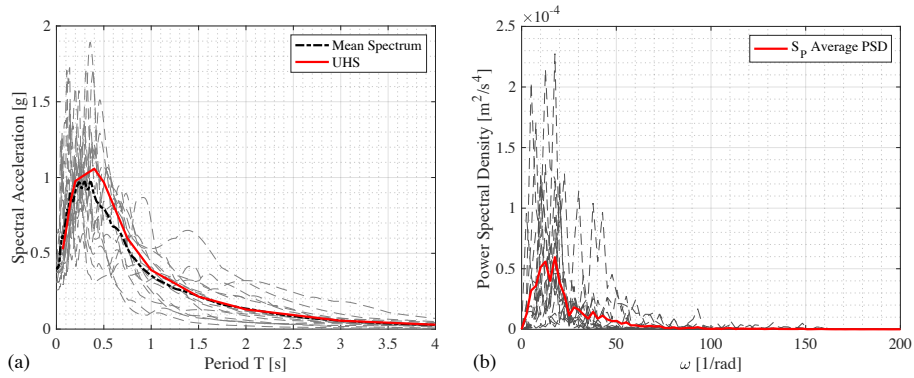 2
1.5
1
0.5
0
Spectral Acceleration [g]
Mean Spectrum
UHS
0 0.5 1 1.5 2 2.5 3 3.5 4
Period T [s]
(a)
×10⁻⁴
2.5
2.0
1.5
1.0
0.5
0
Power Spectral Density [m²/s⁴]
S_P Average PSD
0 50 100 150 200
ω [1/rad]
(b)